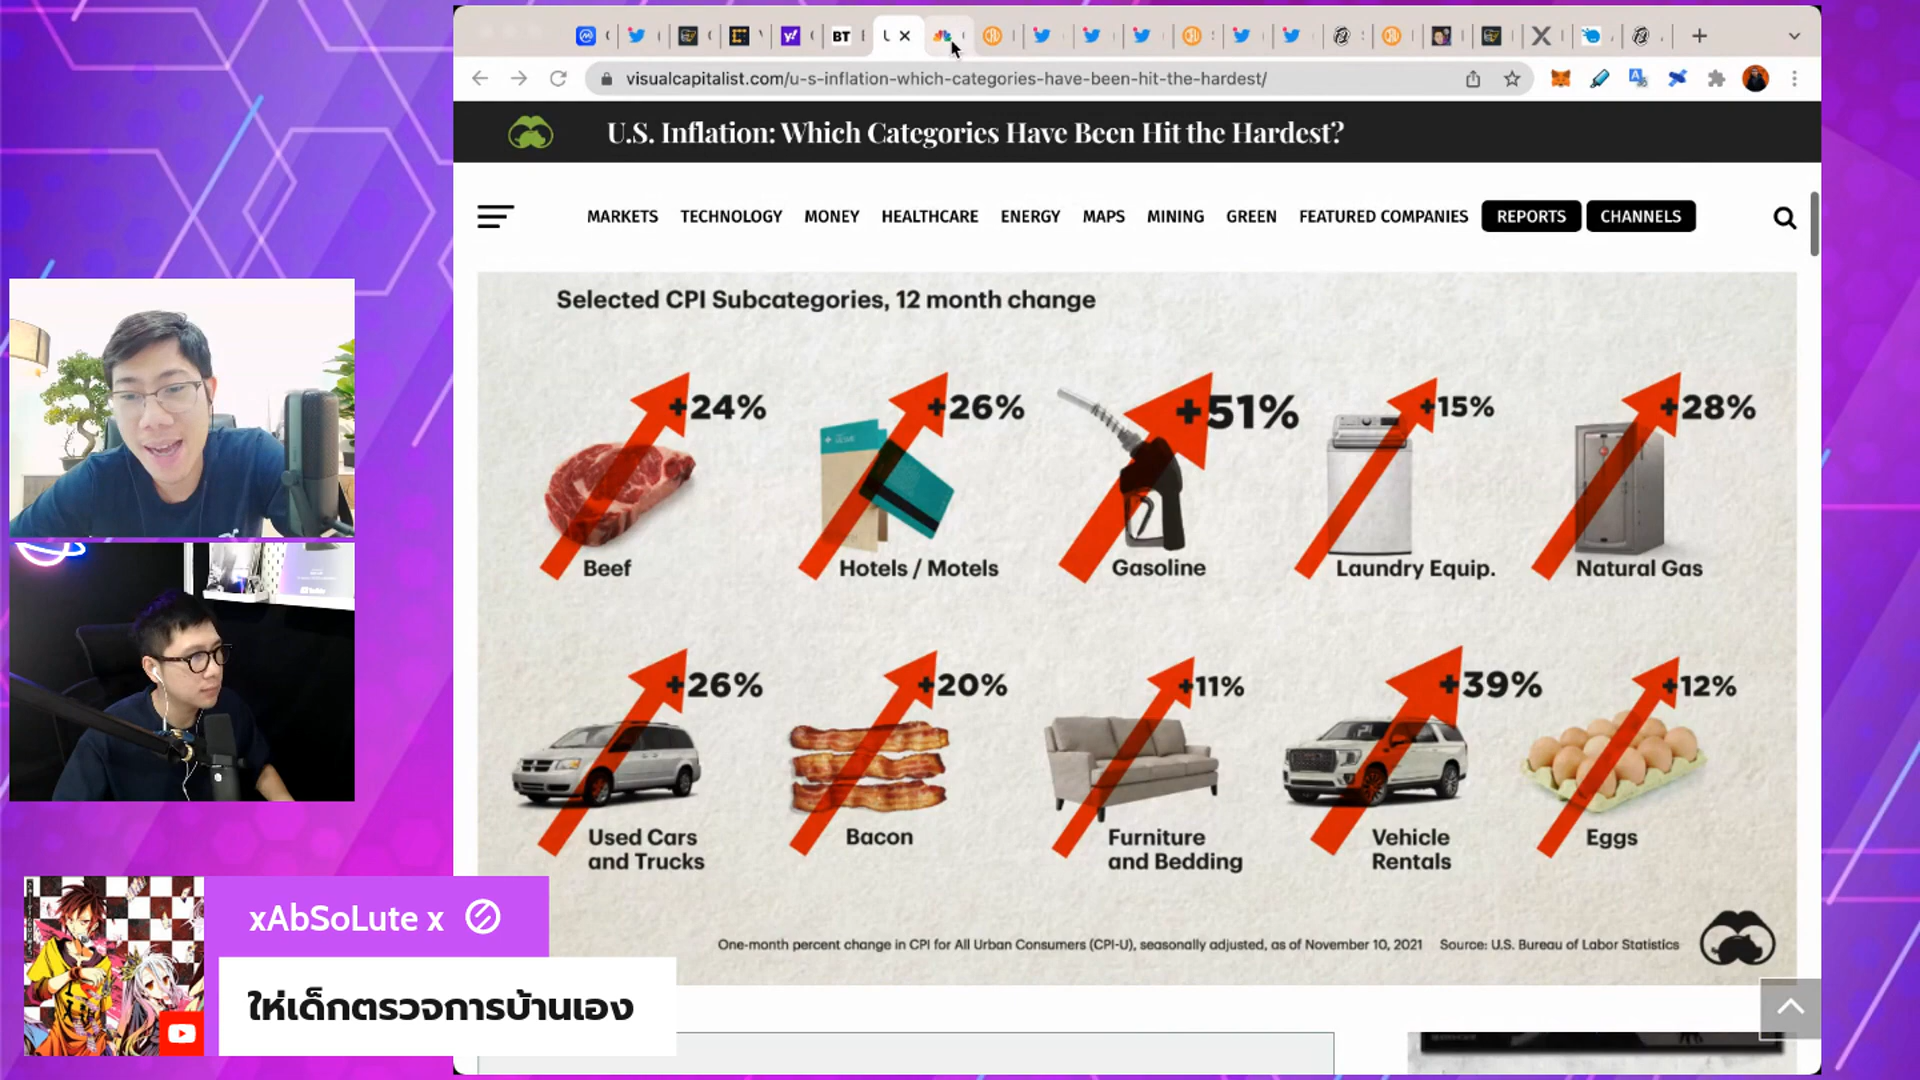 BT
visualcapitalist.com/u-s-inflation-which-categories-have-been-hit-the-hardest/
U.S. Inflation: Which Categories Have Been Hit the Hardest?
MARKETS TECHNOLOGY MONEY HEALTHCARE ENERGY MAPS MINING GREEN FEATURED COMPANIES REPORTS CHANNELS
Selected CPI Subcategories, 12 month change
+24% +26% +51% +15% +28%
Beef Hotels / Motels Gasoline Laundry Equip. Natural Gas
+26% +20% +11% +39% +12%
Used Cars and Trucks
Bacon
Furniture and Bedding
Vehicle Rentals
Eggs
One-month percent change in CPI for All Urban Consumers (CPI-U), seasonally adjusted, as of November 10, 2021 Source: U.S. Bureau of Labor Statistics
xAbSoLute x
ให่เด็กตรวจการบ้านเอง